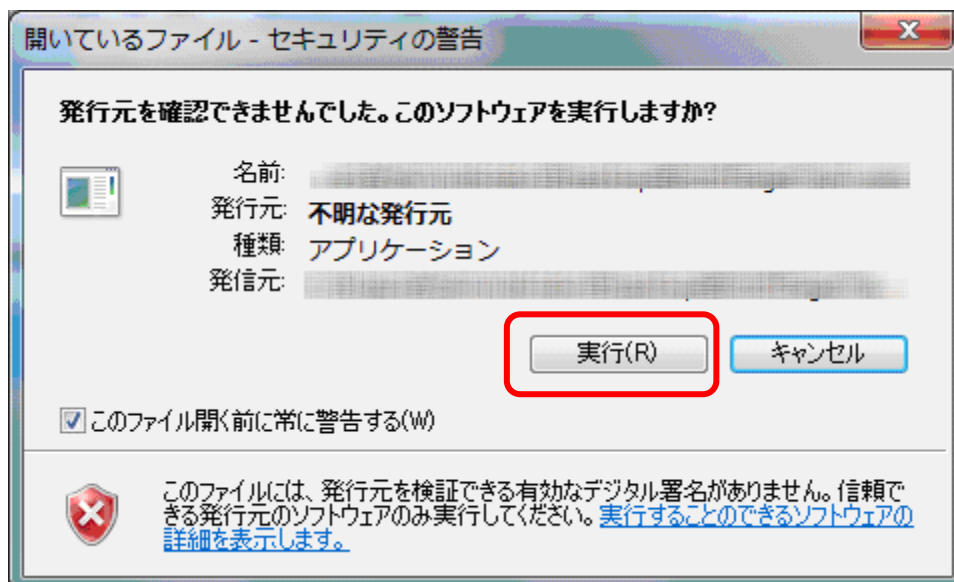 開いているファイル - セキュリティの警告
発行元を確認できませんでした。このソフトウェアを実行しますか?
名前:
発行元: 不明な発行元
種類: アプリケーション
発信元:
実行(R) キャンセル
このファイル開く前に常に警告する(W)
このファイルには、発行元を検証できる有効なデジタル署名がありません。信頼で
きる発行元のソフトウェアのみ実行してください。実行することのできるソフトウェアの
詳細を表示します。